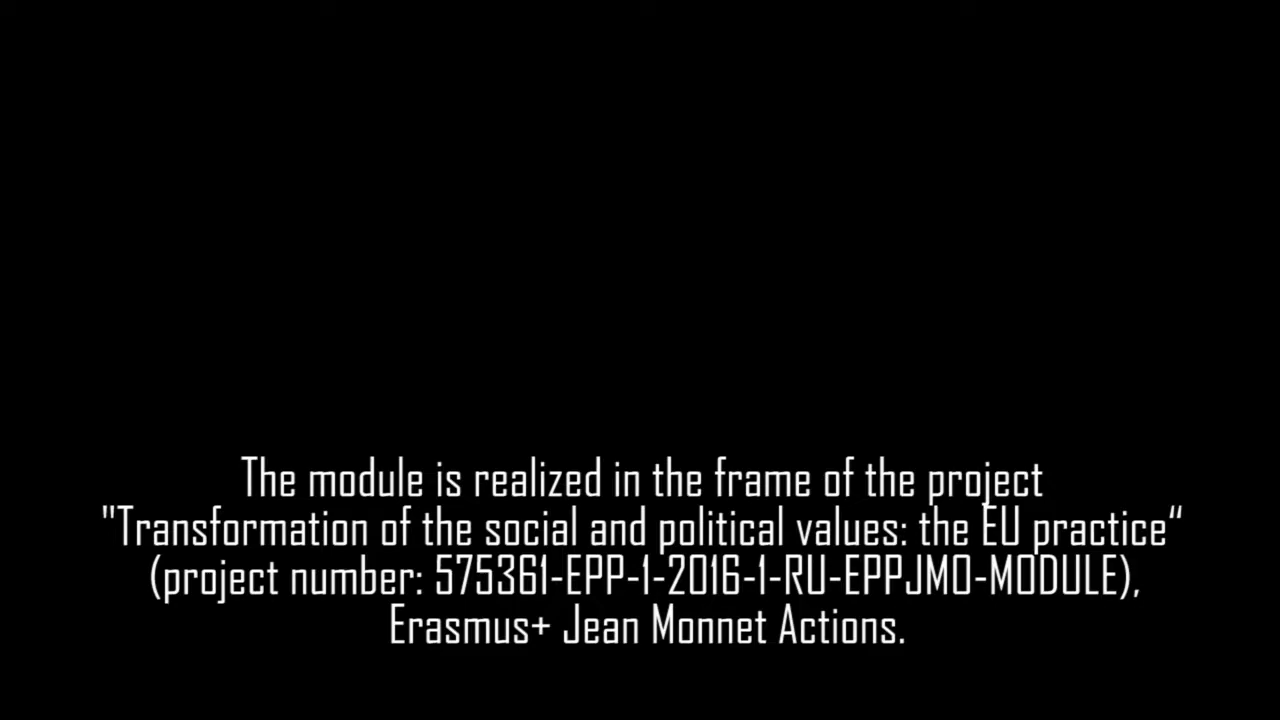 The module is realized in the frame of the project
"Transformation of the social and political values: the EU practice“
(project number: 575361-EPP-1-2016-1-RU-EPPJMO-MODULE),
Erasmus+ Jean Monnet Actions.